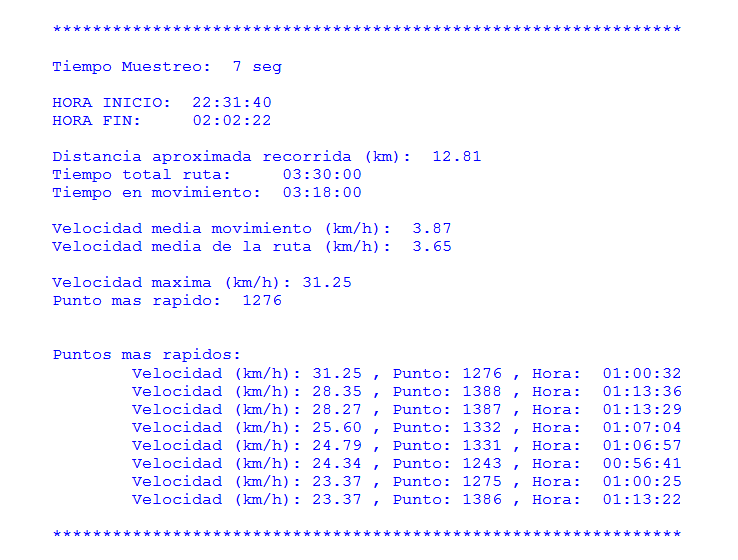 ***************************************************************
Tiempo Muestreo:  7 seg
HORA INICIO:  22:31:40
HORA FIN:     02:02:22
Distancia aproximada recorrida (km):  12.81
Tiempo total ruta:     03:30:00
Tiempo en movimiento:  03:18:00
Velocidad media movimiento (km/h):  3.87
Velocidad media de la ruta (km/h):  3.65
Velocidad maxima (km/h): 31.25
Punto mas rapido:  1276
Puntos mas rapidos:
        Velocidad (km/h): 31.25 , Punto: 1276 , Hora:  01:00:32
        Velocidad (km/h): 28.35 , Punto: 1388 , Hora:  01:13:36
        Velocidad (km/h): 28.27 , Punto: 1387 , Hora:  01:13:29
        Velocidad (km/h): 25.60 , Punto: 1332 , Hora:  01:07:04
        Velocidad (km/h): 24.79 , Punto: 1331 , Hora:  01:06:57
        Velocidad (km/h): 24.34 , Punto: 1243 , Hora:  00:56:41
        Velocidad (km/h): 23.37 , Punto: 1275 , Hora:  01:00:25
        Velocidad (km/h): 23.37 , Punto: 1386 , Hora:  01:13:22
***************************************************************